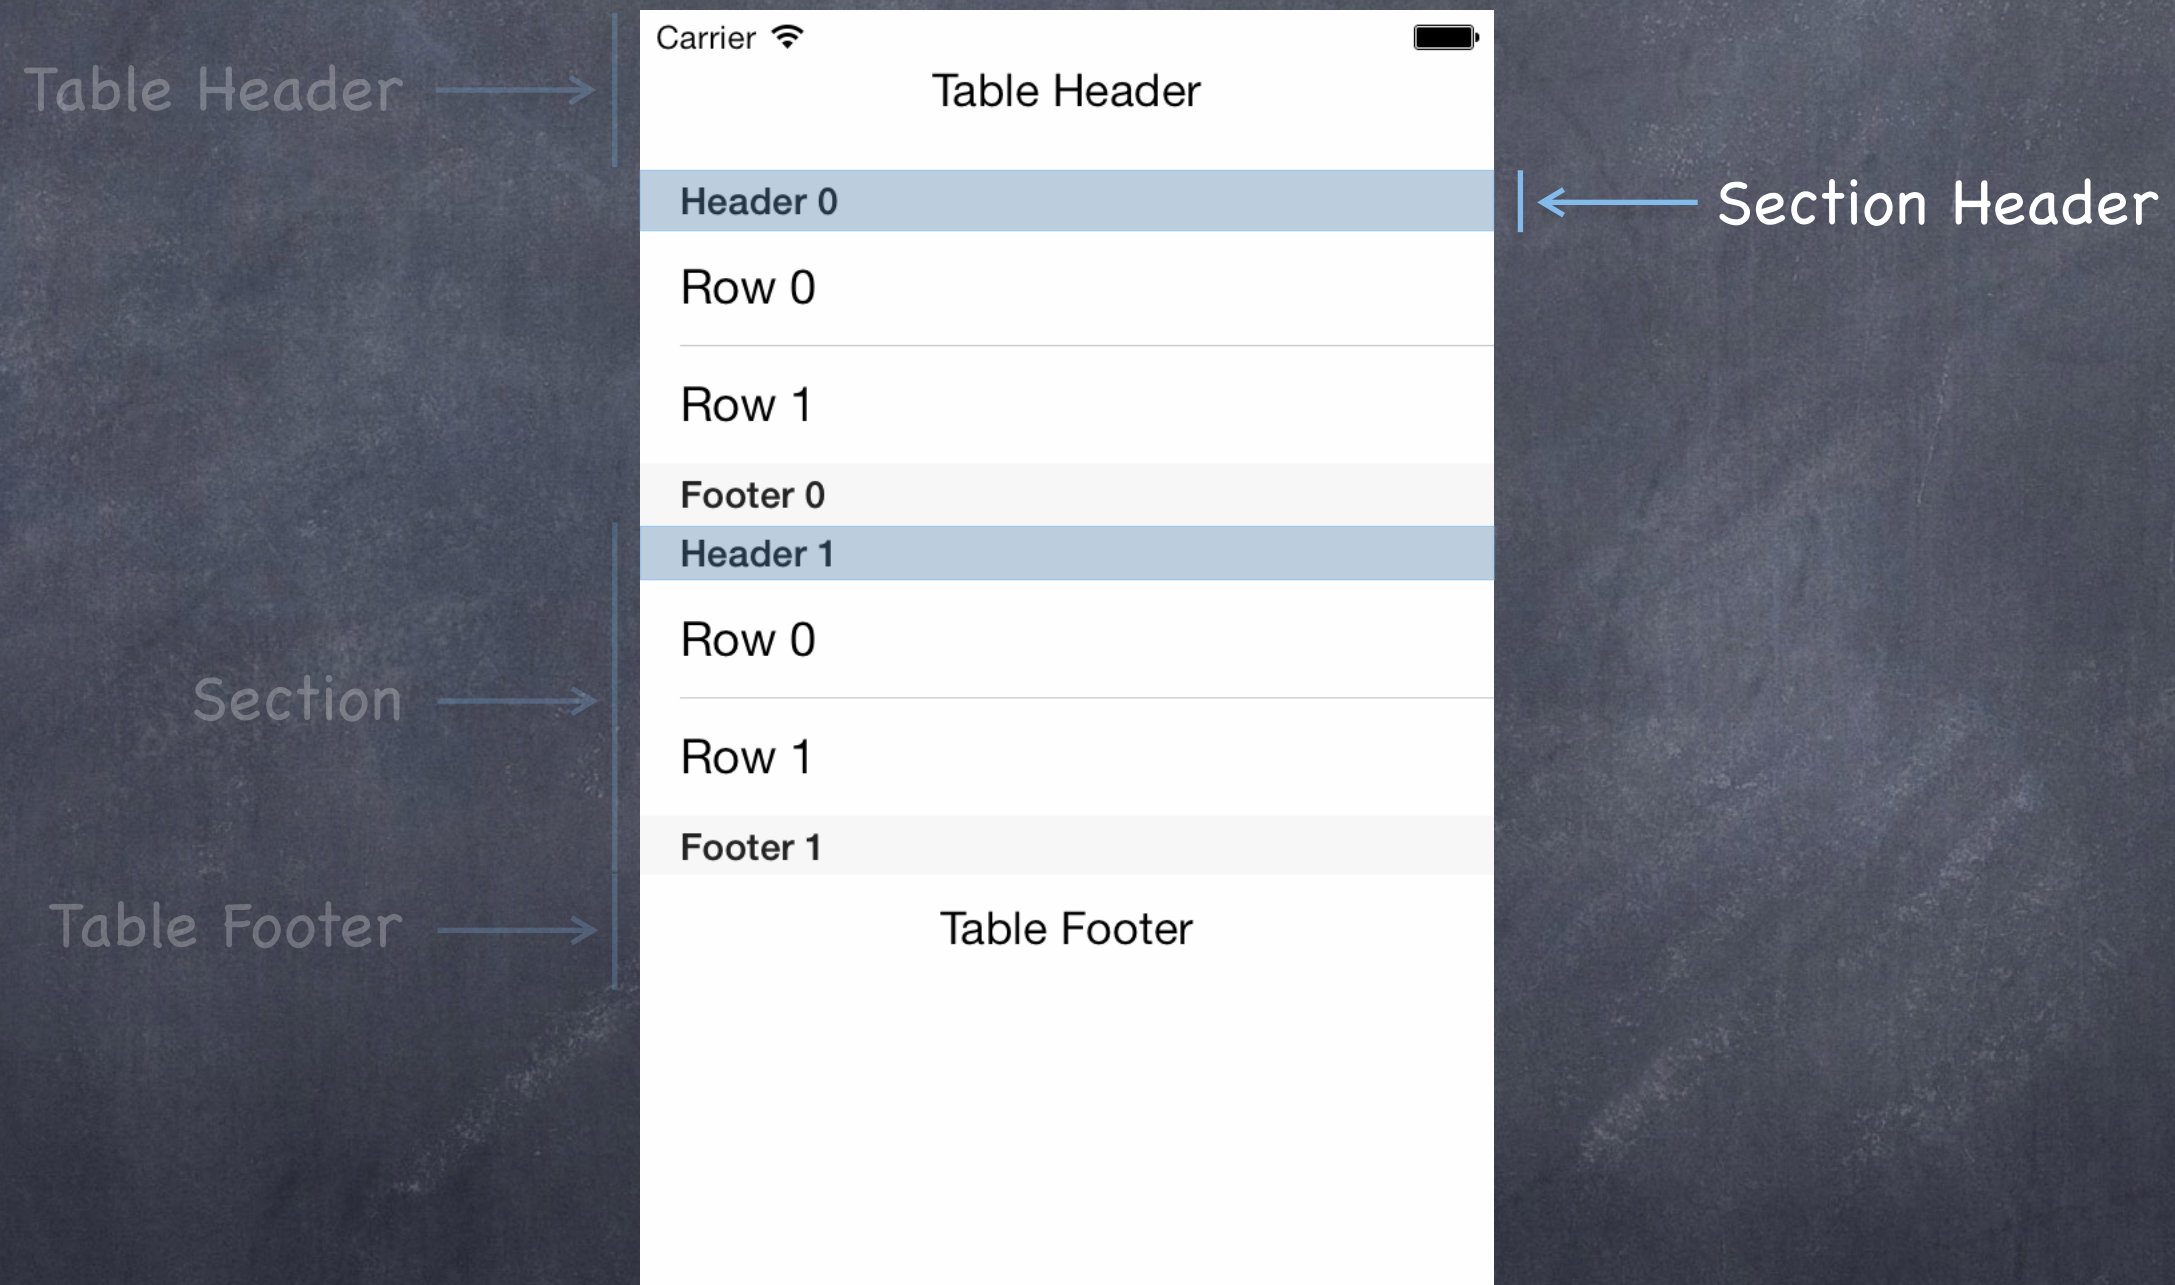 Carrier
Table Header
Table Header
Header 0
Section Header
Row 0
Row 1
Footer 0
Header 1
Row 0
Section
Row 1
Footer 1
Table Footer
Table Footer